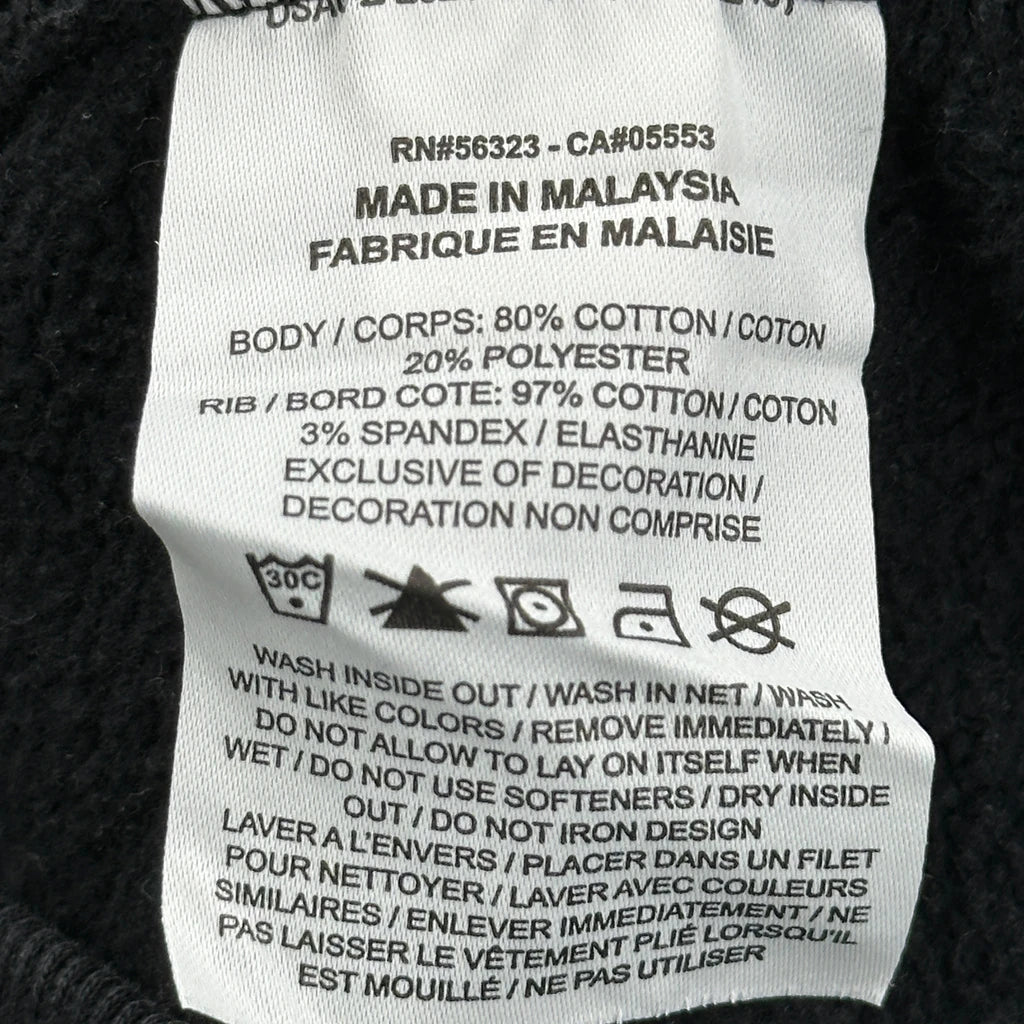 RN#56323 - CA#05553
MADE IN MALAYSIA
FABRIQUE EN MALAISIE
BODY / CORPS: 80% COTTON / COTON
20% POLYESTER
RIB / BORD COTE: 97% COTTON / COTON
3% SPANDEX / ELASTHANNE
EXCLUSIVE OF DECORATION /
DECORATION NON COMPRISE
30C
WASH INSIDE OUT / WASH IN NET / WASH
WITH LIKE COLORS / REMOVE IMMEDIATELY /
DO NOT ALLOW TO LAY ON ITSELF WHEN
WET / DO NOT USE SOFTENERS / DRY INSIDE
OUT / DO NOT IRON DESIGN
LAVER A L'ENVERS / PLACER DANS UN FILET
POUR NETTOYER / LAVER AVEC COULEURS
SIMILAIRES / ENLEVER IMMEDIATEMENT / NE
PAS LAISSER LE VÊTEMENT PLIÉ LORSQU'IL
EST MOUILLÉ / NE PAS UTILISER